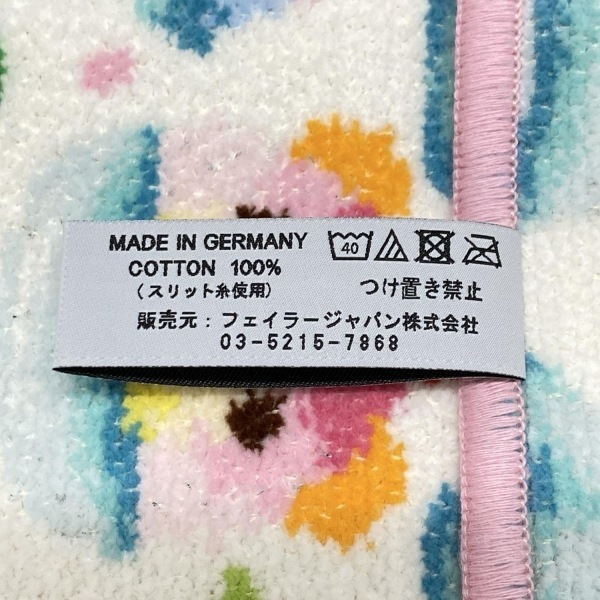 MADE IN GERMANY 40
COTTON 100%
(スリット糸使用) つけ置き禁止
販売元:フェイラージャパン株式会社
03-5215-7868